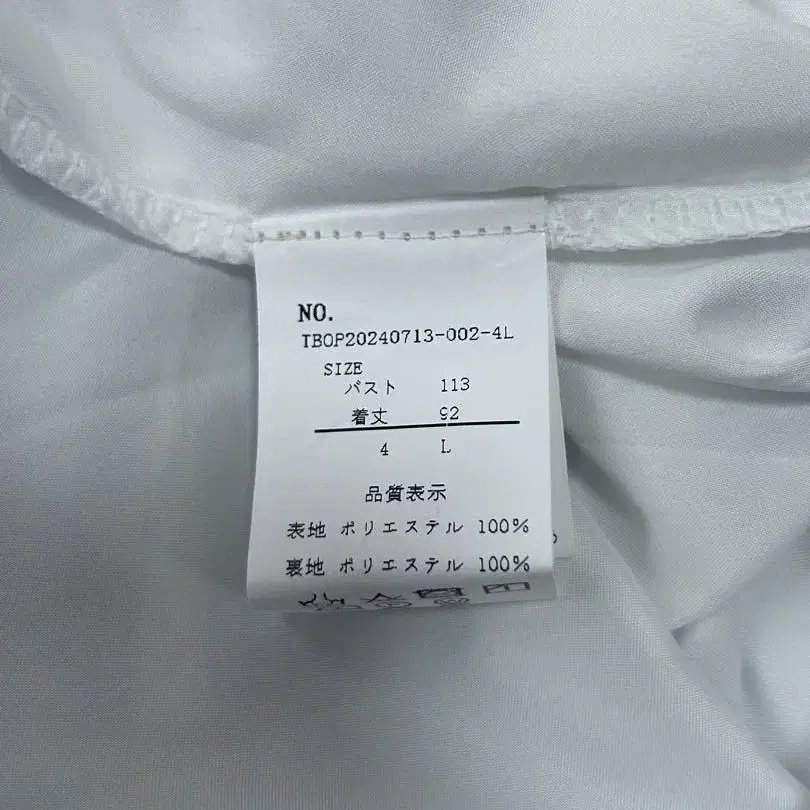 NO.
TBOP20240713-002-4L
SIZE
バスト 113
着丈 92
4 L
品質表示
表地 ポリエステル 100%
裏地 ポリエステル 100%